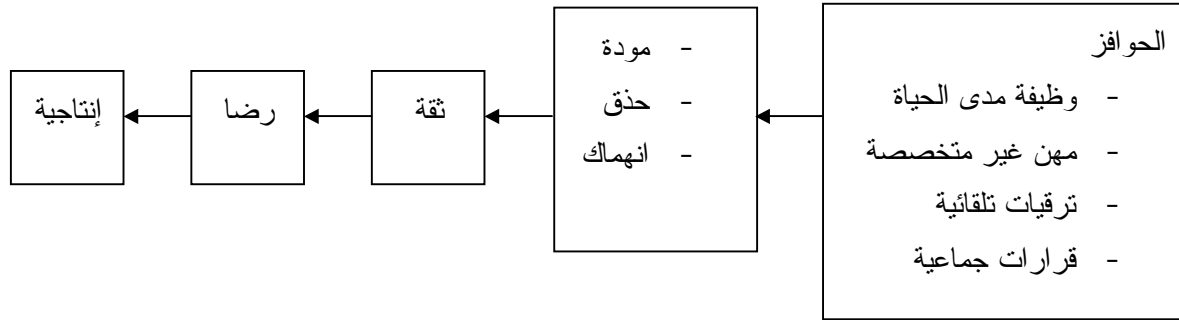 الحوافز
- وظيفة مدى الحياة
- مهن غير متخصصة
- ترقيات تلقائية
- قرارات جماعية
- مودة
- حذق
- انهماك
ثقة
رضا
إنتاجية